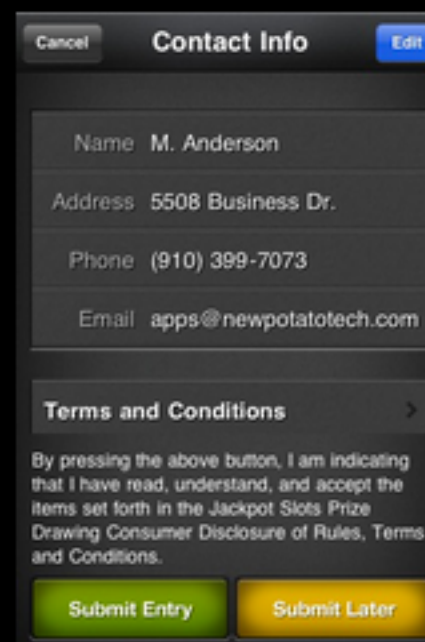 Cancel Contact Info Edit
Name M. Anderson
Address 5508 Business Dr.
Phone (910) 399-7073
Email apps@newpotatotech.com
Terms and Conditions
By pressing the above button, I am indicating
that I have read, understand, and accept the
items set forth in the Jackpot Slots Prize
Drawing Consumer Disclosure of Rules, Terms
and Conditions.
Submit Entry Submit Later